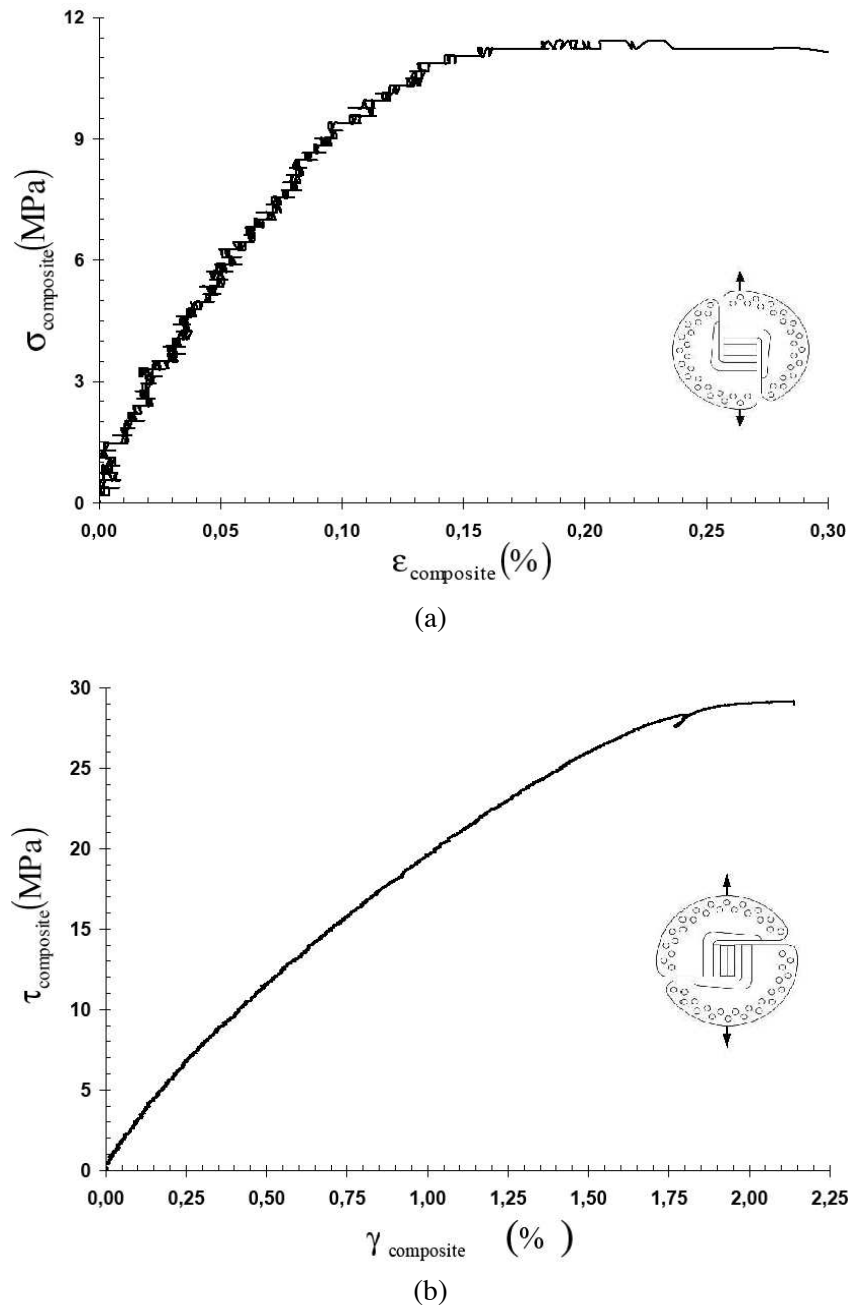 12
9
6
3
0
σcomposite(MPa)
0,00 0,05 0,10 0,15 0,20 0,25 0,30
εcomposite(%)
(a)
30
25
20
15
10
5
0
τcomposite(MPa)
0,00 0,25 0,50 0,75 1,00 1,25 1,50 1,75 2,00 2,25
γcomposite (%)
(b)